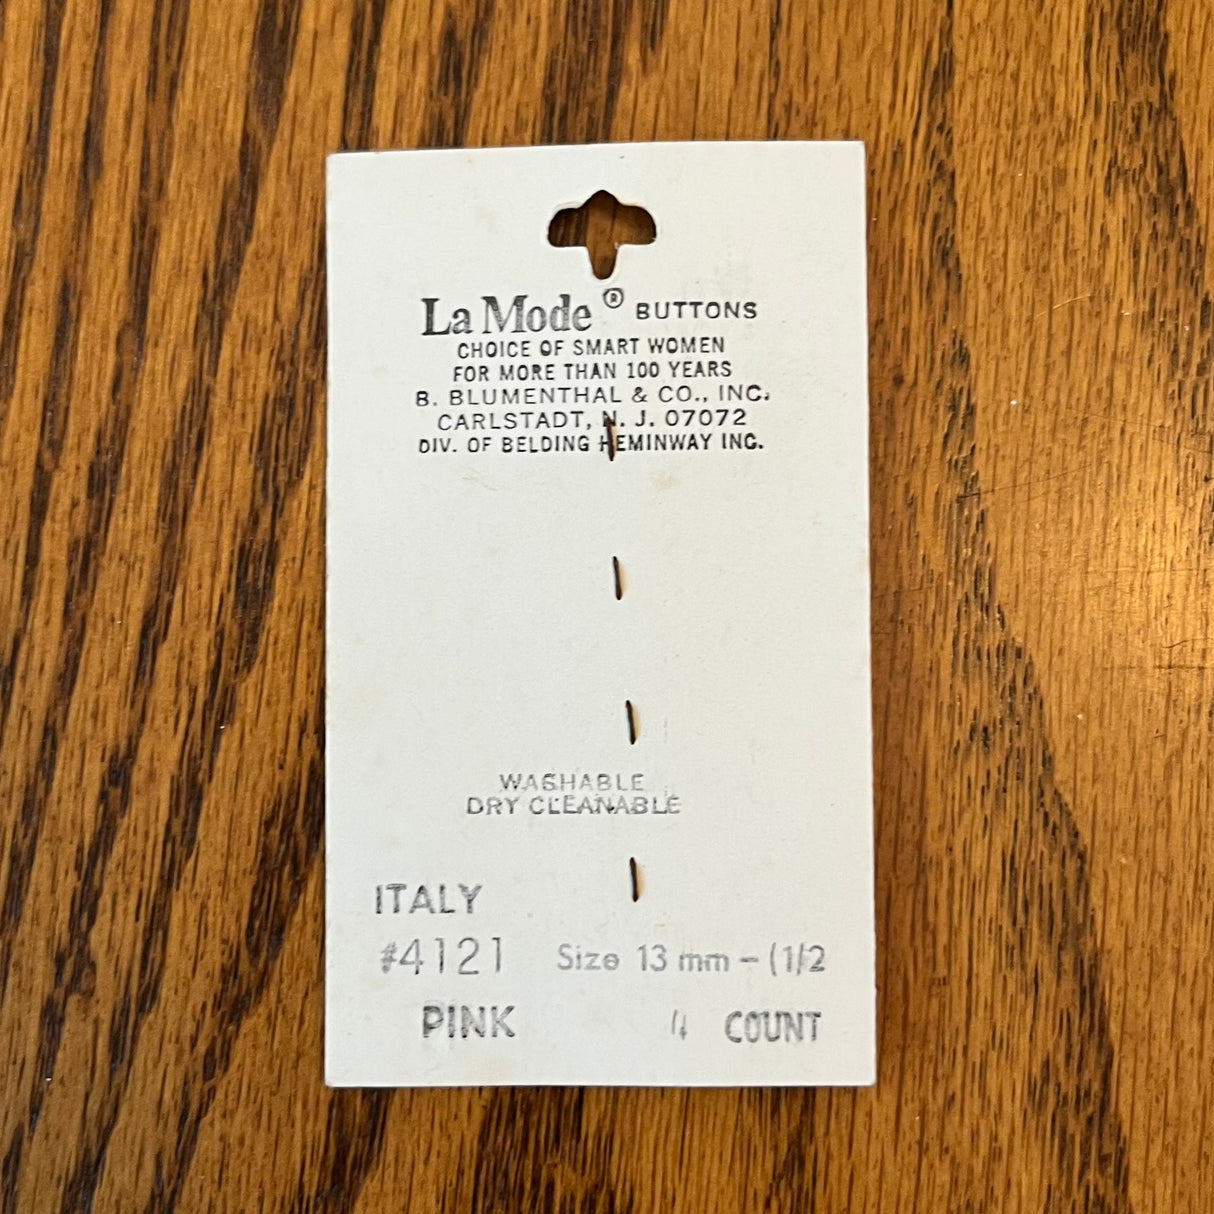 La Mode ® BUTTONS
CHOICE OF SMART WOMEN
FOR MORE THAN 100 YEARS
B. BLUMENTHAL & CO., INC.
CARLSTADT, N. J. 07072
DIV. OF BELDING HEMINWAY INC.
WASHABLE
DRY CLEANABLE
ITALY
#4121 Size 13 mm – (1/2
PINK 4 COUNT